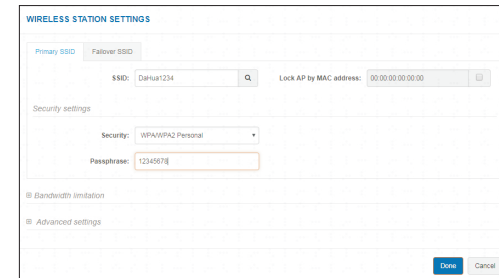 WIRELESS STATION SETTINGS
Primary SSID Failover SSID
SSID: DaHua1234 Lock AP by MAC address: 00:00:00:00:00:00
Security settings
Security: WPA/WPA2 Personal
Passphrase: 12345678
Bandwidth limitation
Advanced settings
Done Cancel